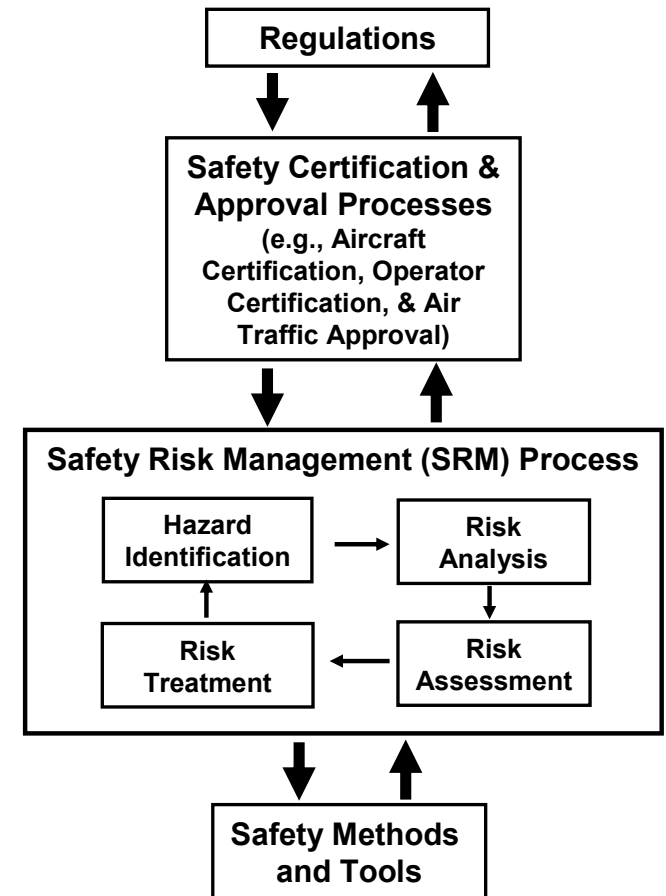 Regulations
Safety Certification &
Approval Processes
(e.g., Aircraft
Certification, Operator
Certification, & Air
Traffic Approval)
Safety Risk Management (SRM) Process
Hazard
Identification
Risk
Analysis
Risk
Treatment
Risk
Assessment
Safety Methods
and Tools